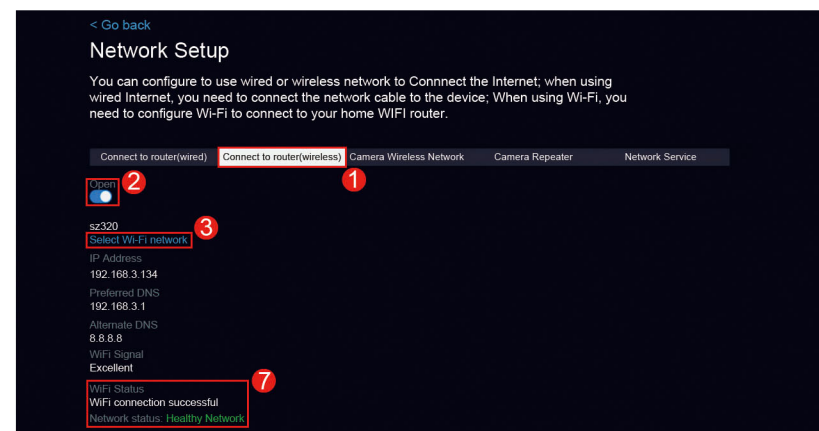 < Go back
Network Setup
You can configure to use wired or wireless network to Connnect the Internet; when using
wired Internet, you need to connect the network cable to the device; When using Wi-Fi, you
need to configure Wi-Fi to connect to your home WIFI router.
Connect to router(wired) Connect to router(wireless) Camera Wireless Network Camera Repeater Network Service
1
Open 2
sz320
3
Select Wi-Fi network
IP Address
192.168.3.134
Preferred DNS
192.168.3.1
Alternate DNS
8.8.8.8
WiFi Signal
Excellent
7
WiFi Status
WiFi connection successful
Network status: Healthy Network